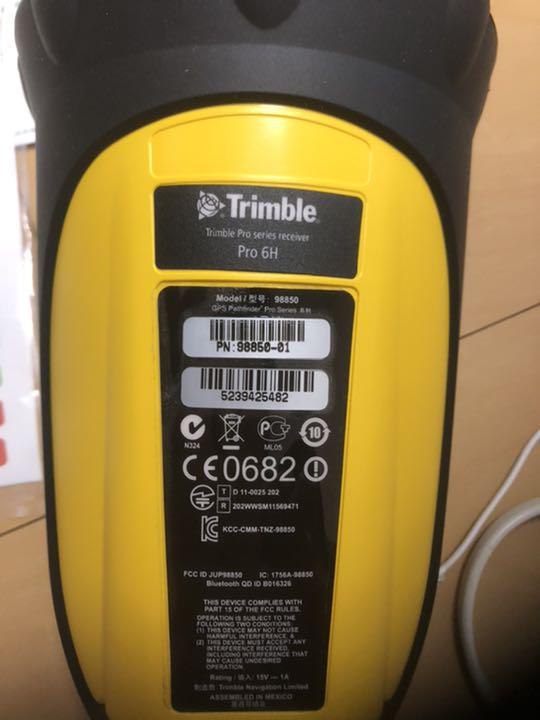 Trimble
Trimble Pro series receiver
Pro 6H
Model / 型号: 98850
GPS Pathfinder® Pro Series 6H
PN:98850-01
5239425482
N324
ML05
10
CE0682
T D 11-0025 202
R 202WWSM11569471
KCC-CMM-TNZ-98850
FCC ID JUP98850 IC: 1756A-98850
Bluetooth QD ID B016326
THIS DEVICE COMPLIES WITH
PART 15 OF THE FCC RULES.
OPERATION IS SUBJECT TO THE
FOLLOWING TWO CONDITIONS:
(1) THIS DEVICE MAY NOT CAUSE
HARMFUL INTERFERENCE, &
(2) THIS DEVICE MUST ACCEPT ANY
INTERFERENCE RECEIVED,
INCLUDING INTERFERENCE THAT
MAY CAUSE UNDESIRED
OPERATION.
Rating / 输入: 15V — 1A
制造商: Trimble Navigation Limited
ASSEMBLED IN MEXICO